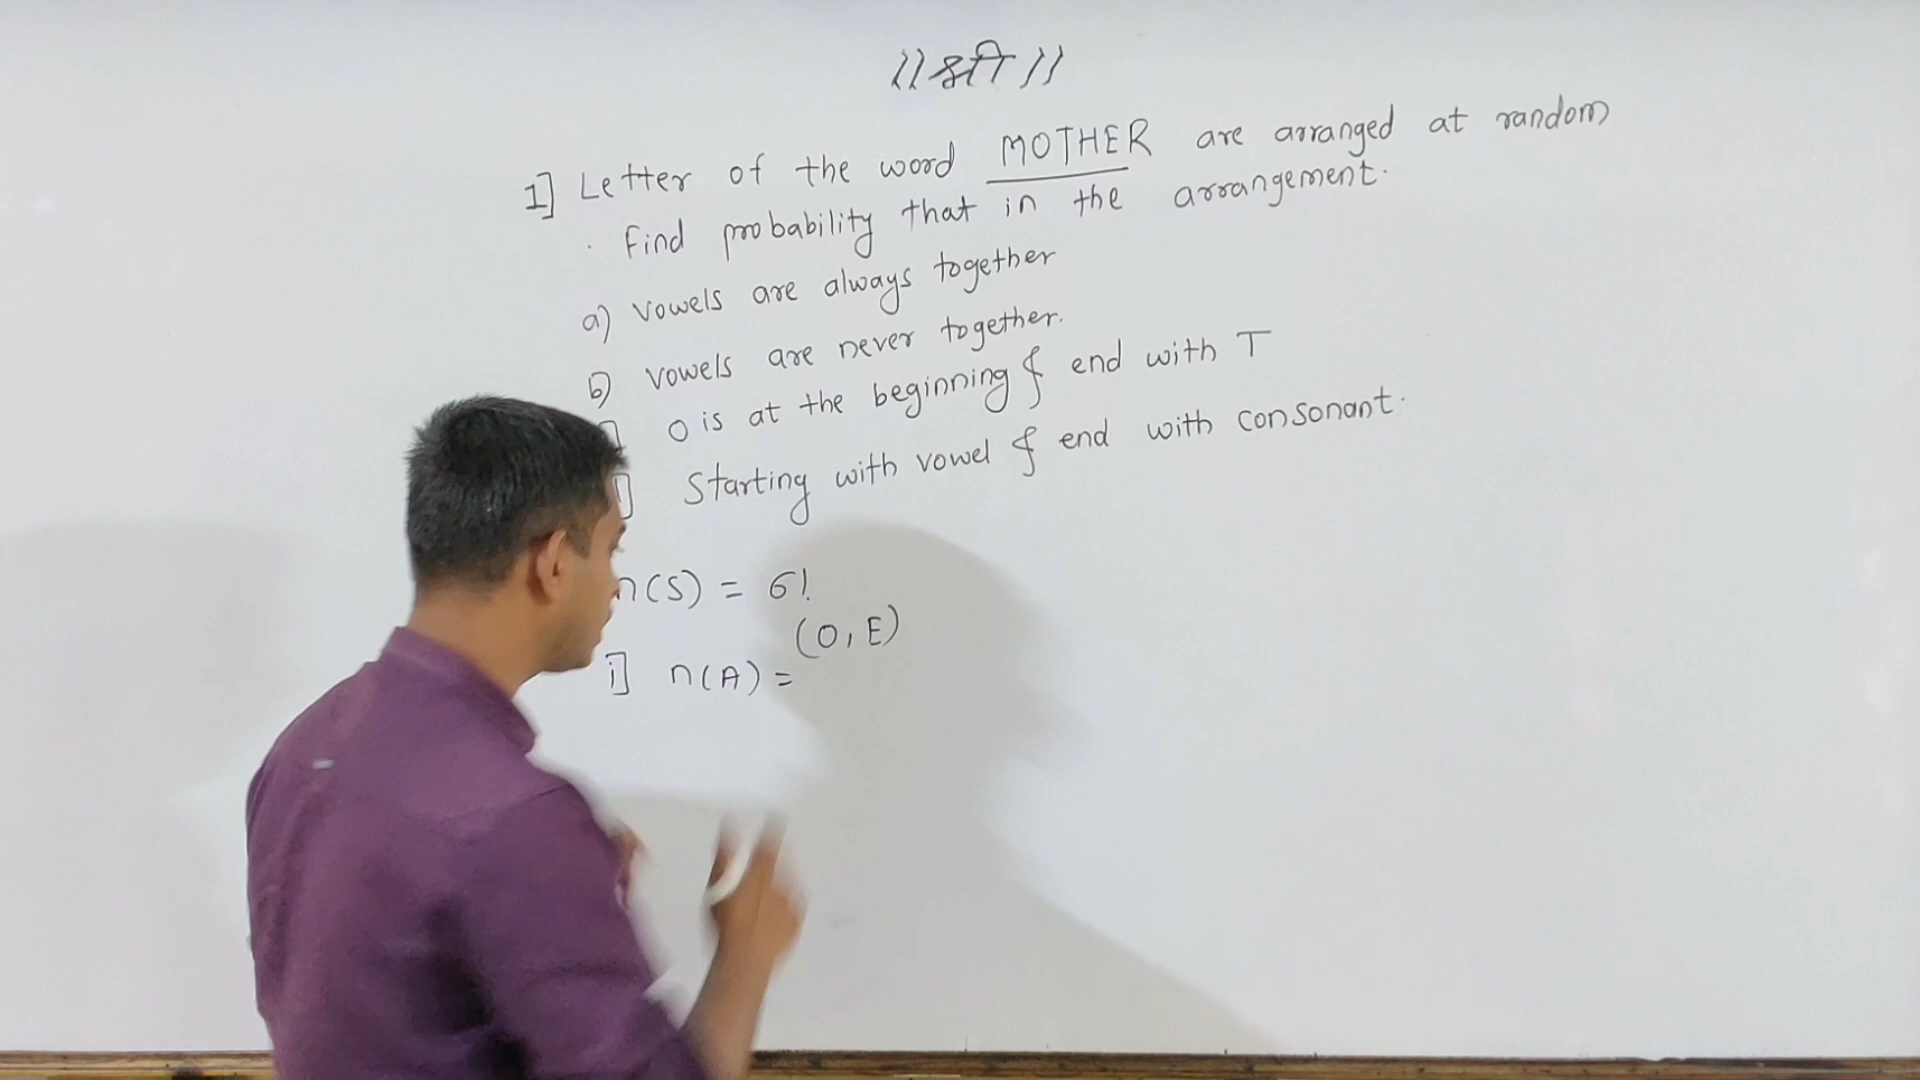 ॥ श्री ॥
1] Letter of the word MOTHER are arranged at random
. Find probability that in the arrangement.
a) Vowels are always together
b) Vowels are never together.
] O is at the beginning & end with T
] Starting with vowel & end with consonant.
n(S) = 6!
(O, E)
i] n(A) =